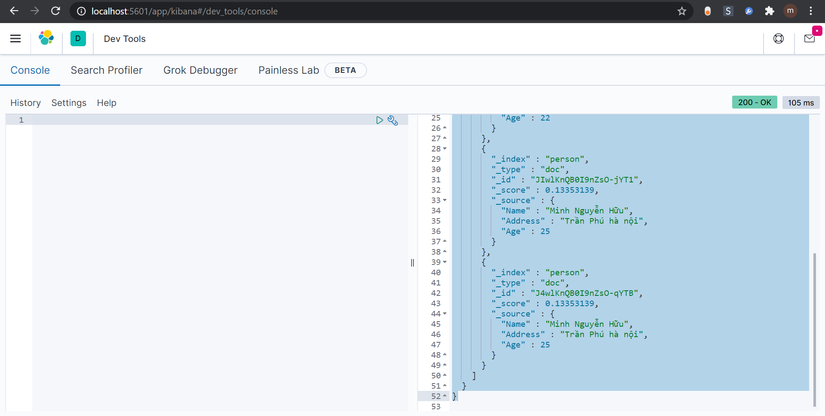 localhost:5601/app/kibana#/dev_tools/console
S
m
D
Dev Tools
Console
Search Profiler
Grok Debugger
Painless Lab
BETA
History
Settings
Help
200 - OK
105 ms
1
25 "Age" : 22
26 }
27 },
28 {
29 "_index" : "person",
30 "_type" : "doc",
31 "_id" : "JIwlKnQB0I9nZsO-jYT1",
32 "_score" : 0.13353139,
33 "_source" : {
34 "Name" : "Minh Nguyễn Hữu",
35 "Address" : "Trần Phú hà nội",
36 "Age" : 25
37 }
38 },
39 {
40 "_index" : "person",
41 "_type" : "doc",
42 "_id" : "J4wlKnQB0I9nZsO-qYTB",
43 "_score" : 0.13353139,
44 "_source" : {
45 "Name" : "Minh Nguyễn Hữu",
46 "Address" : "Trần Phú hà nội",
47 "Age" : 25
48 }
49 }
50 ]
51 }
52 }
53